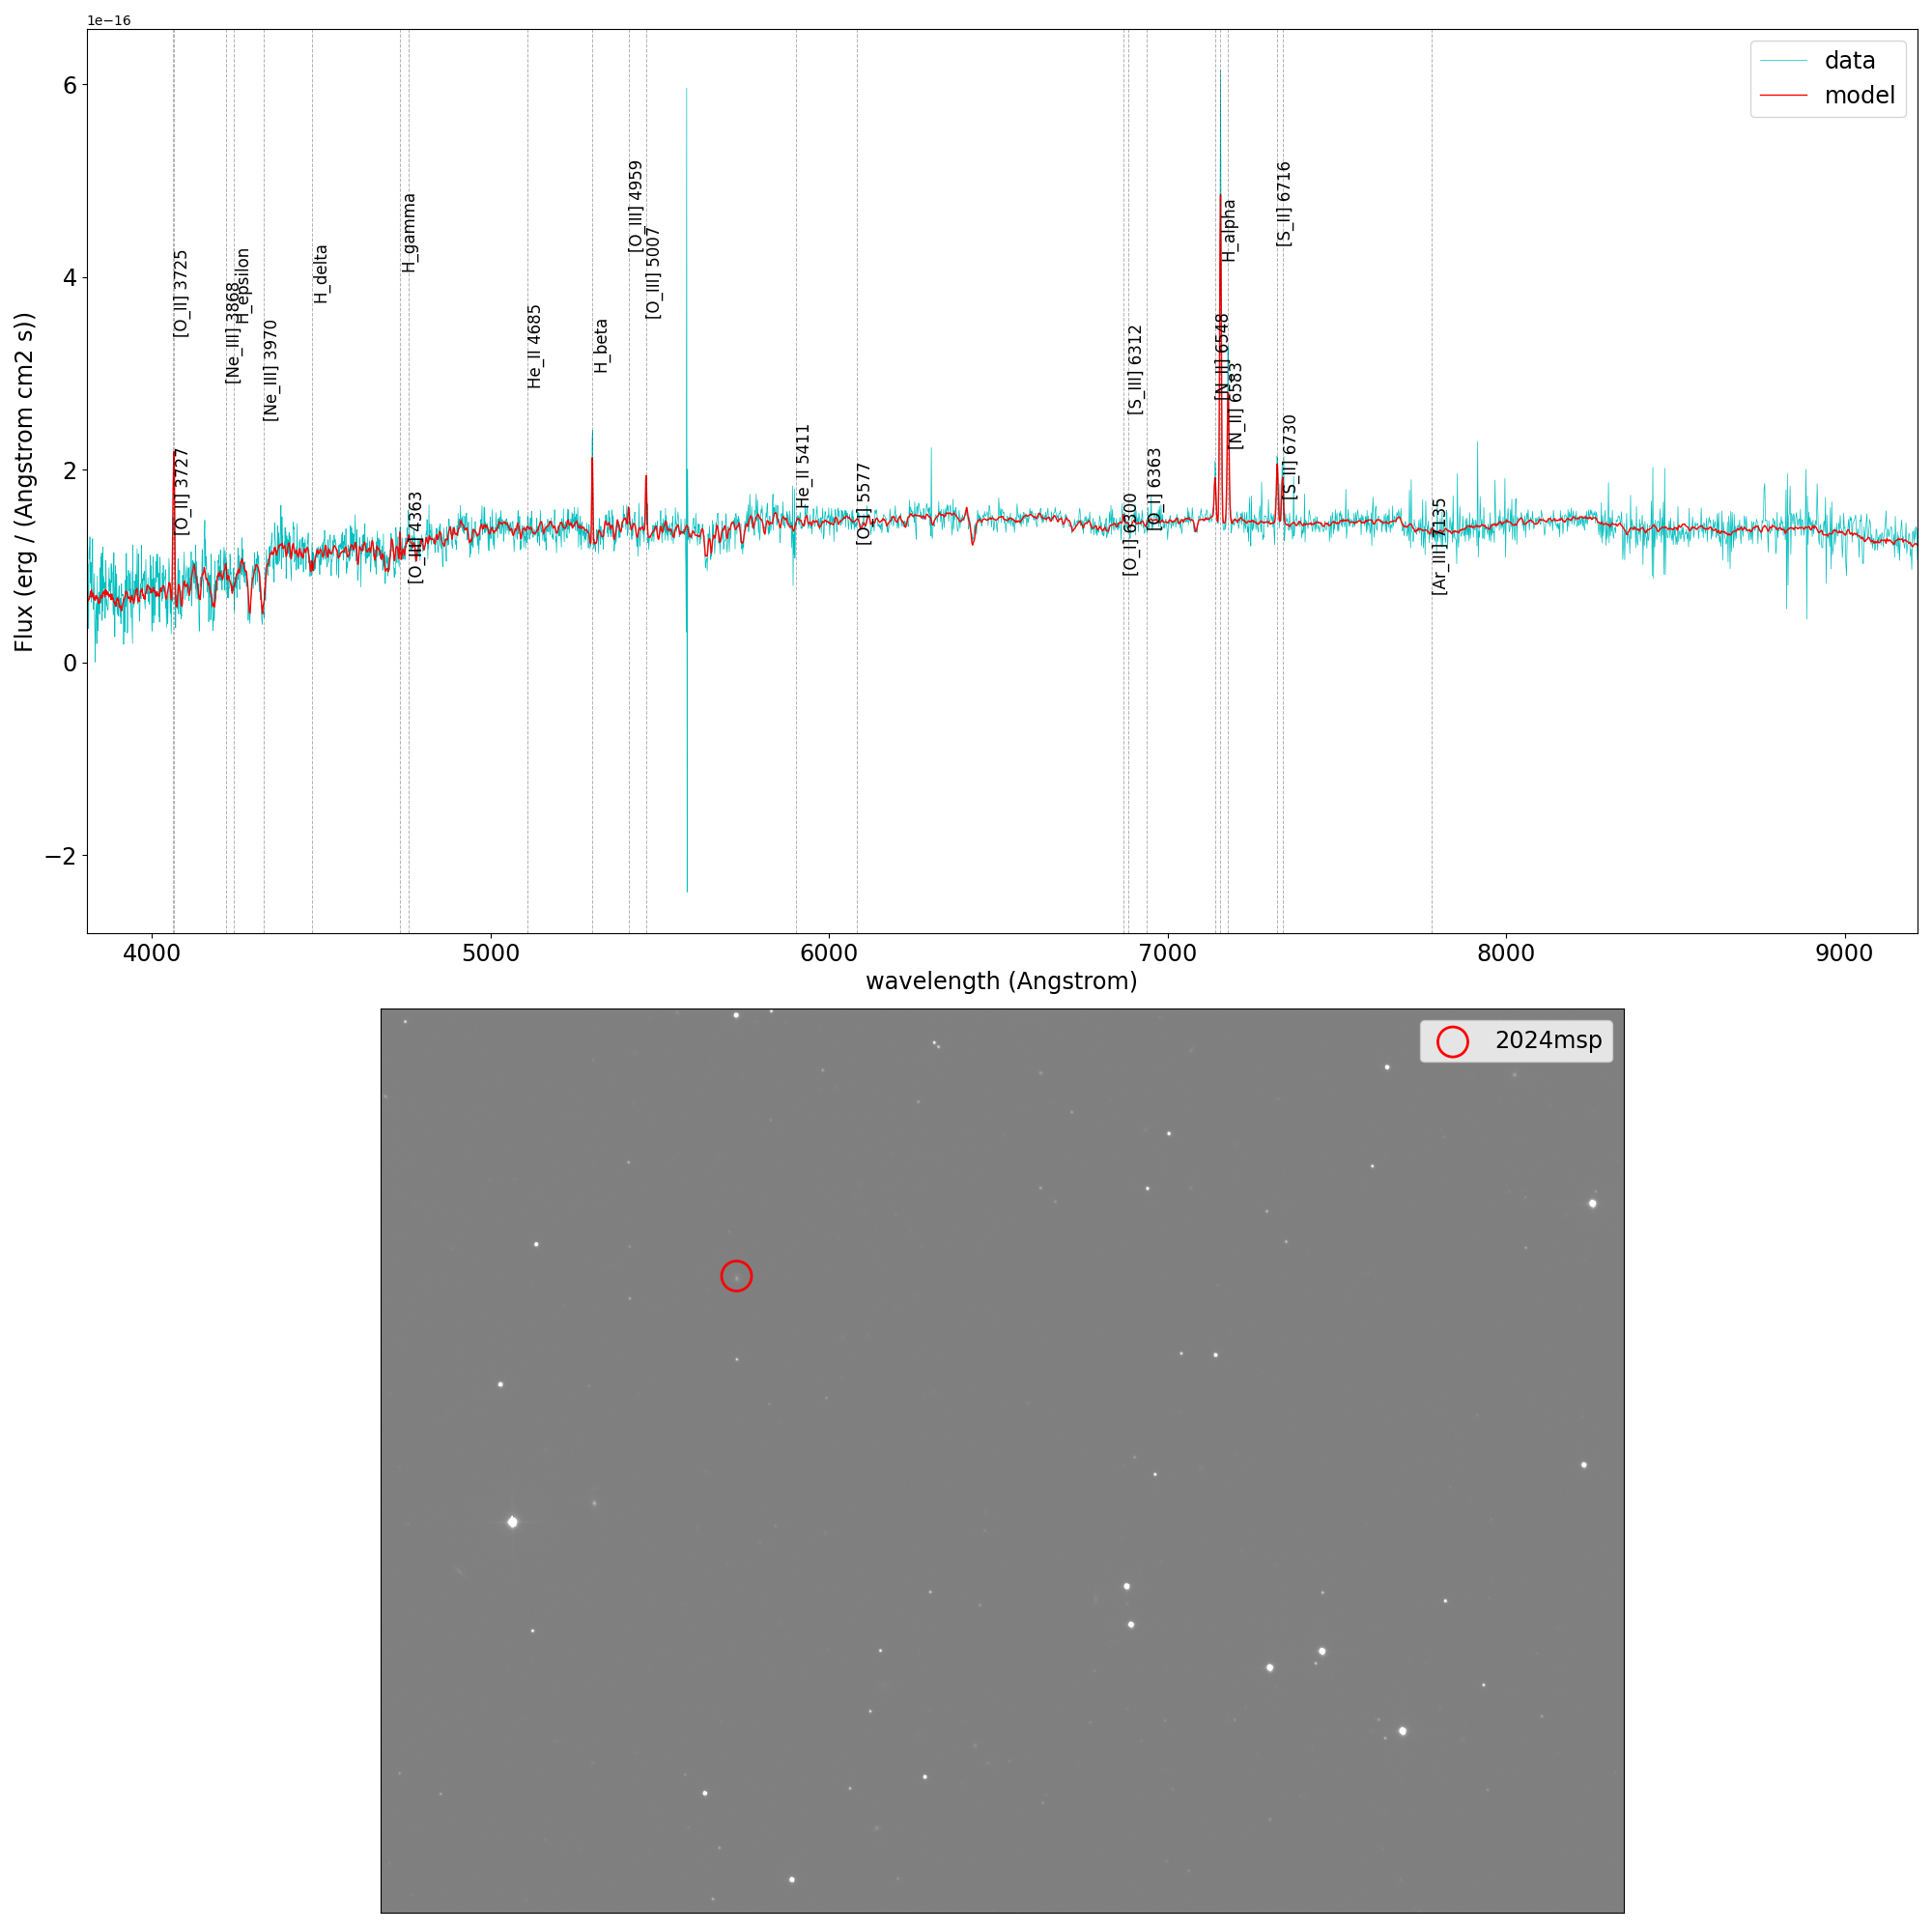 1e−16
6
4
2
0
−2
Flux (erg / (Angstrom cm2 s))
data
model
[O_II] 3725
[O_II] 3727
[Ne_III] 3868
H_epsilon
[Ne_III] 3970
H_delta
H_gamma
[O_III] 4363
He_II 4685
H_beta
[O_III] 4959
[O_III] 5007
He_II 5411
[O_I] 5577
[O_I] 6300
[S_III] 6312
[O_I] 6363
[N_II] 6548
H_alpha
[N_II] 6583
[S_II] 6716
[S_II] 6730
[Ar_III] 7135
4000
5000
6000
7000
8000
9000
wavelength (Angstrom)
2024msp